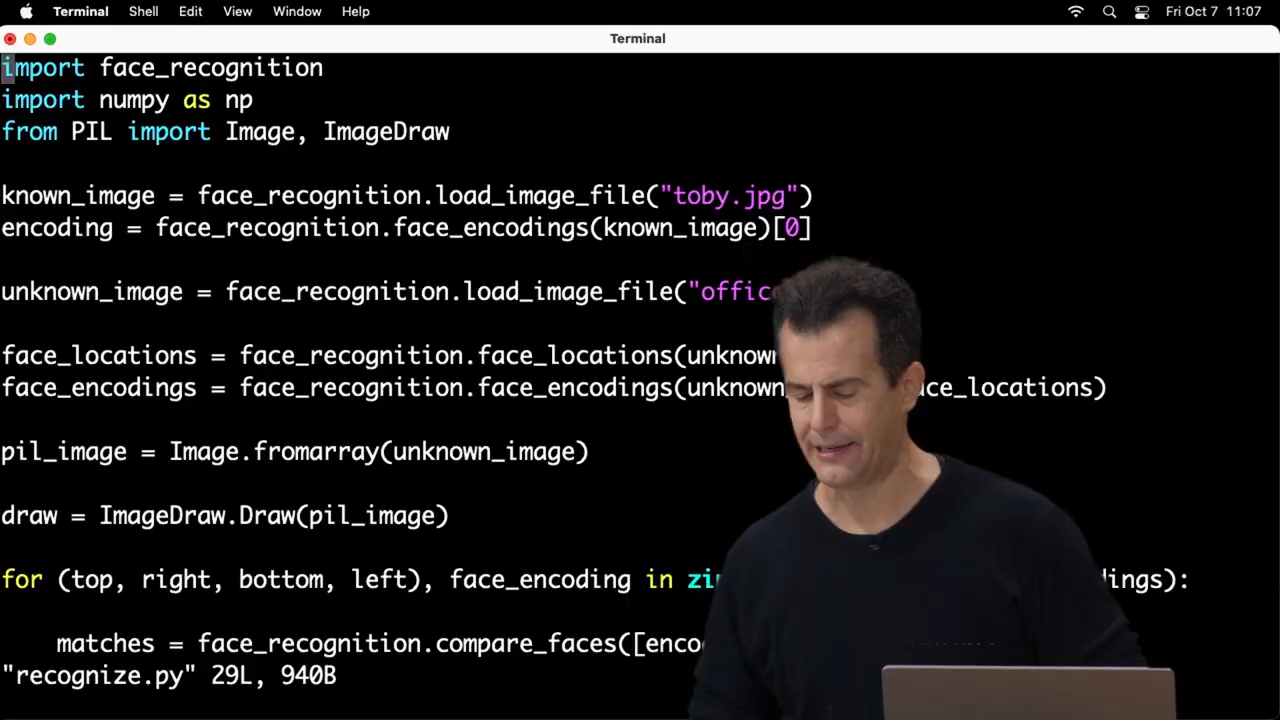 Terminal Shell Edit View Window Help Fri Oct 7 11:07
Terminal
import face_recognition
import numpy as np
from PIL import Image, ImageDraw
known_image = face_recognition.load_image_file("toby.jpg")
encoding = face_recognition.face_encodings(known_image)[0]
unknown_image = face_recognition.load_image_file("offic
face_locations = face_recognition.face_locations(unknown
face_encodings = face_recognition.face_encodings(unknown ce_locations)
pil_image = Image.fromarray(unknown_image)
draw = ImageDraw.Draw(pil_image)
for (top, right, bottom, left), face_encoding in zi dings):
matches = face_recognition.compare_faces([enco
"recognize.py" 29L, 940B